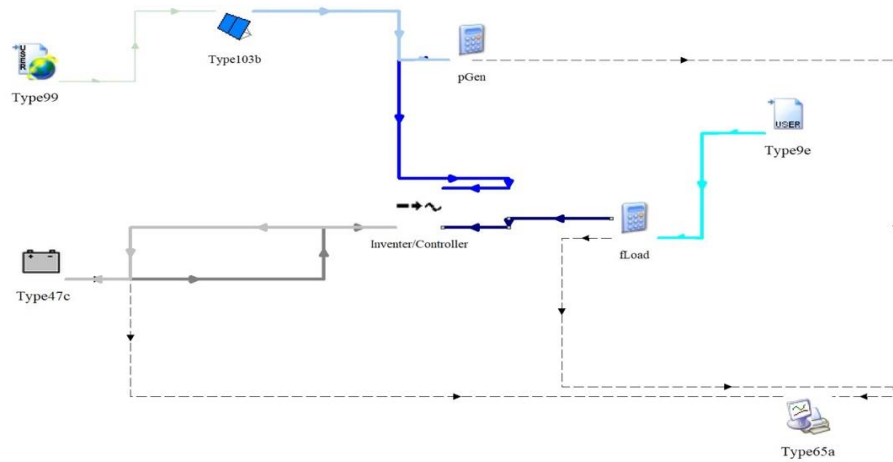 Type99
Type103b
pGen
USER
Type9e
Inventer/Controller
fLoad
Type47c
Type65a